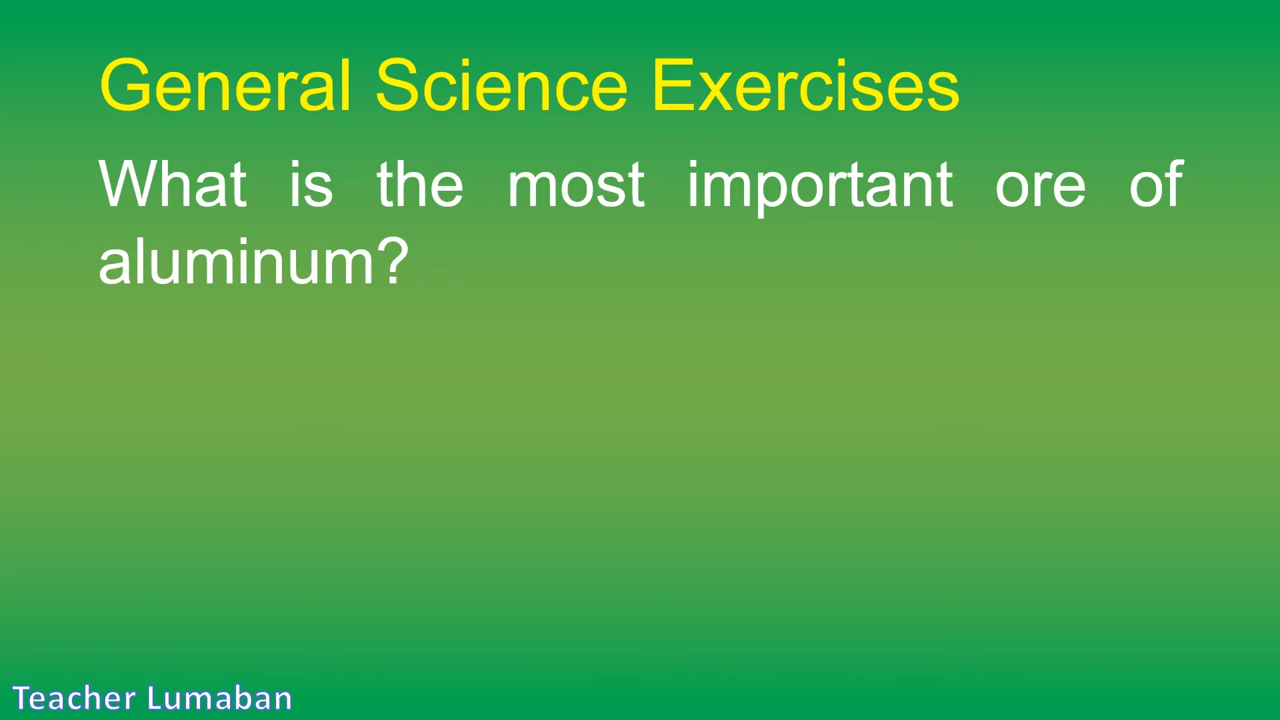 General Science Exercises
What is the most important ore of
aluminum?
Teacher Lumaban